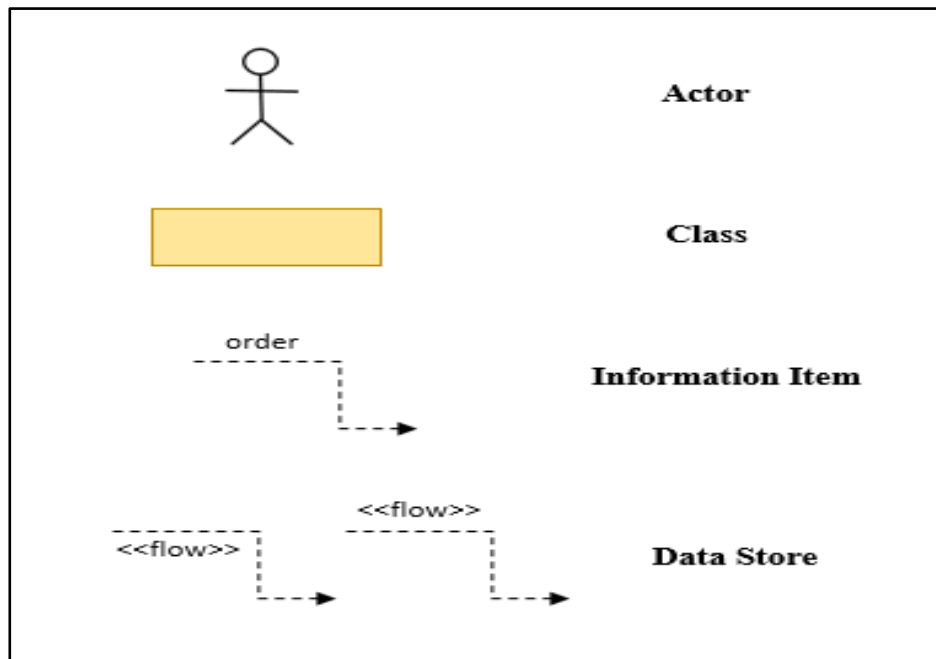 Actor
Class
order
Information Item
<<flow>>
<<flow>>
Data Store